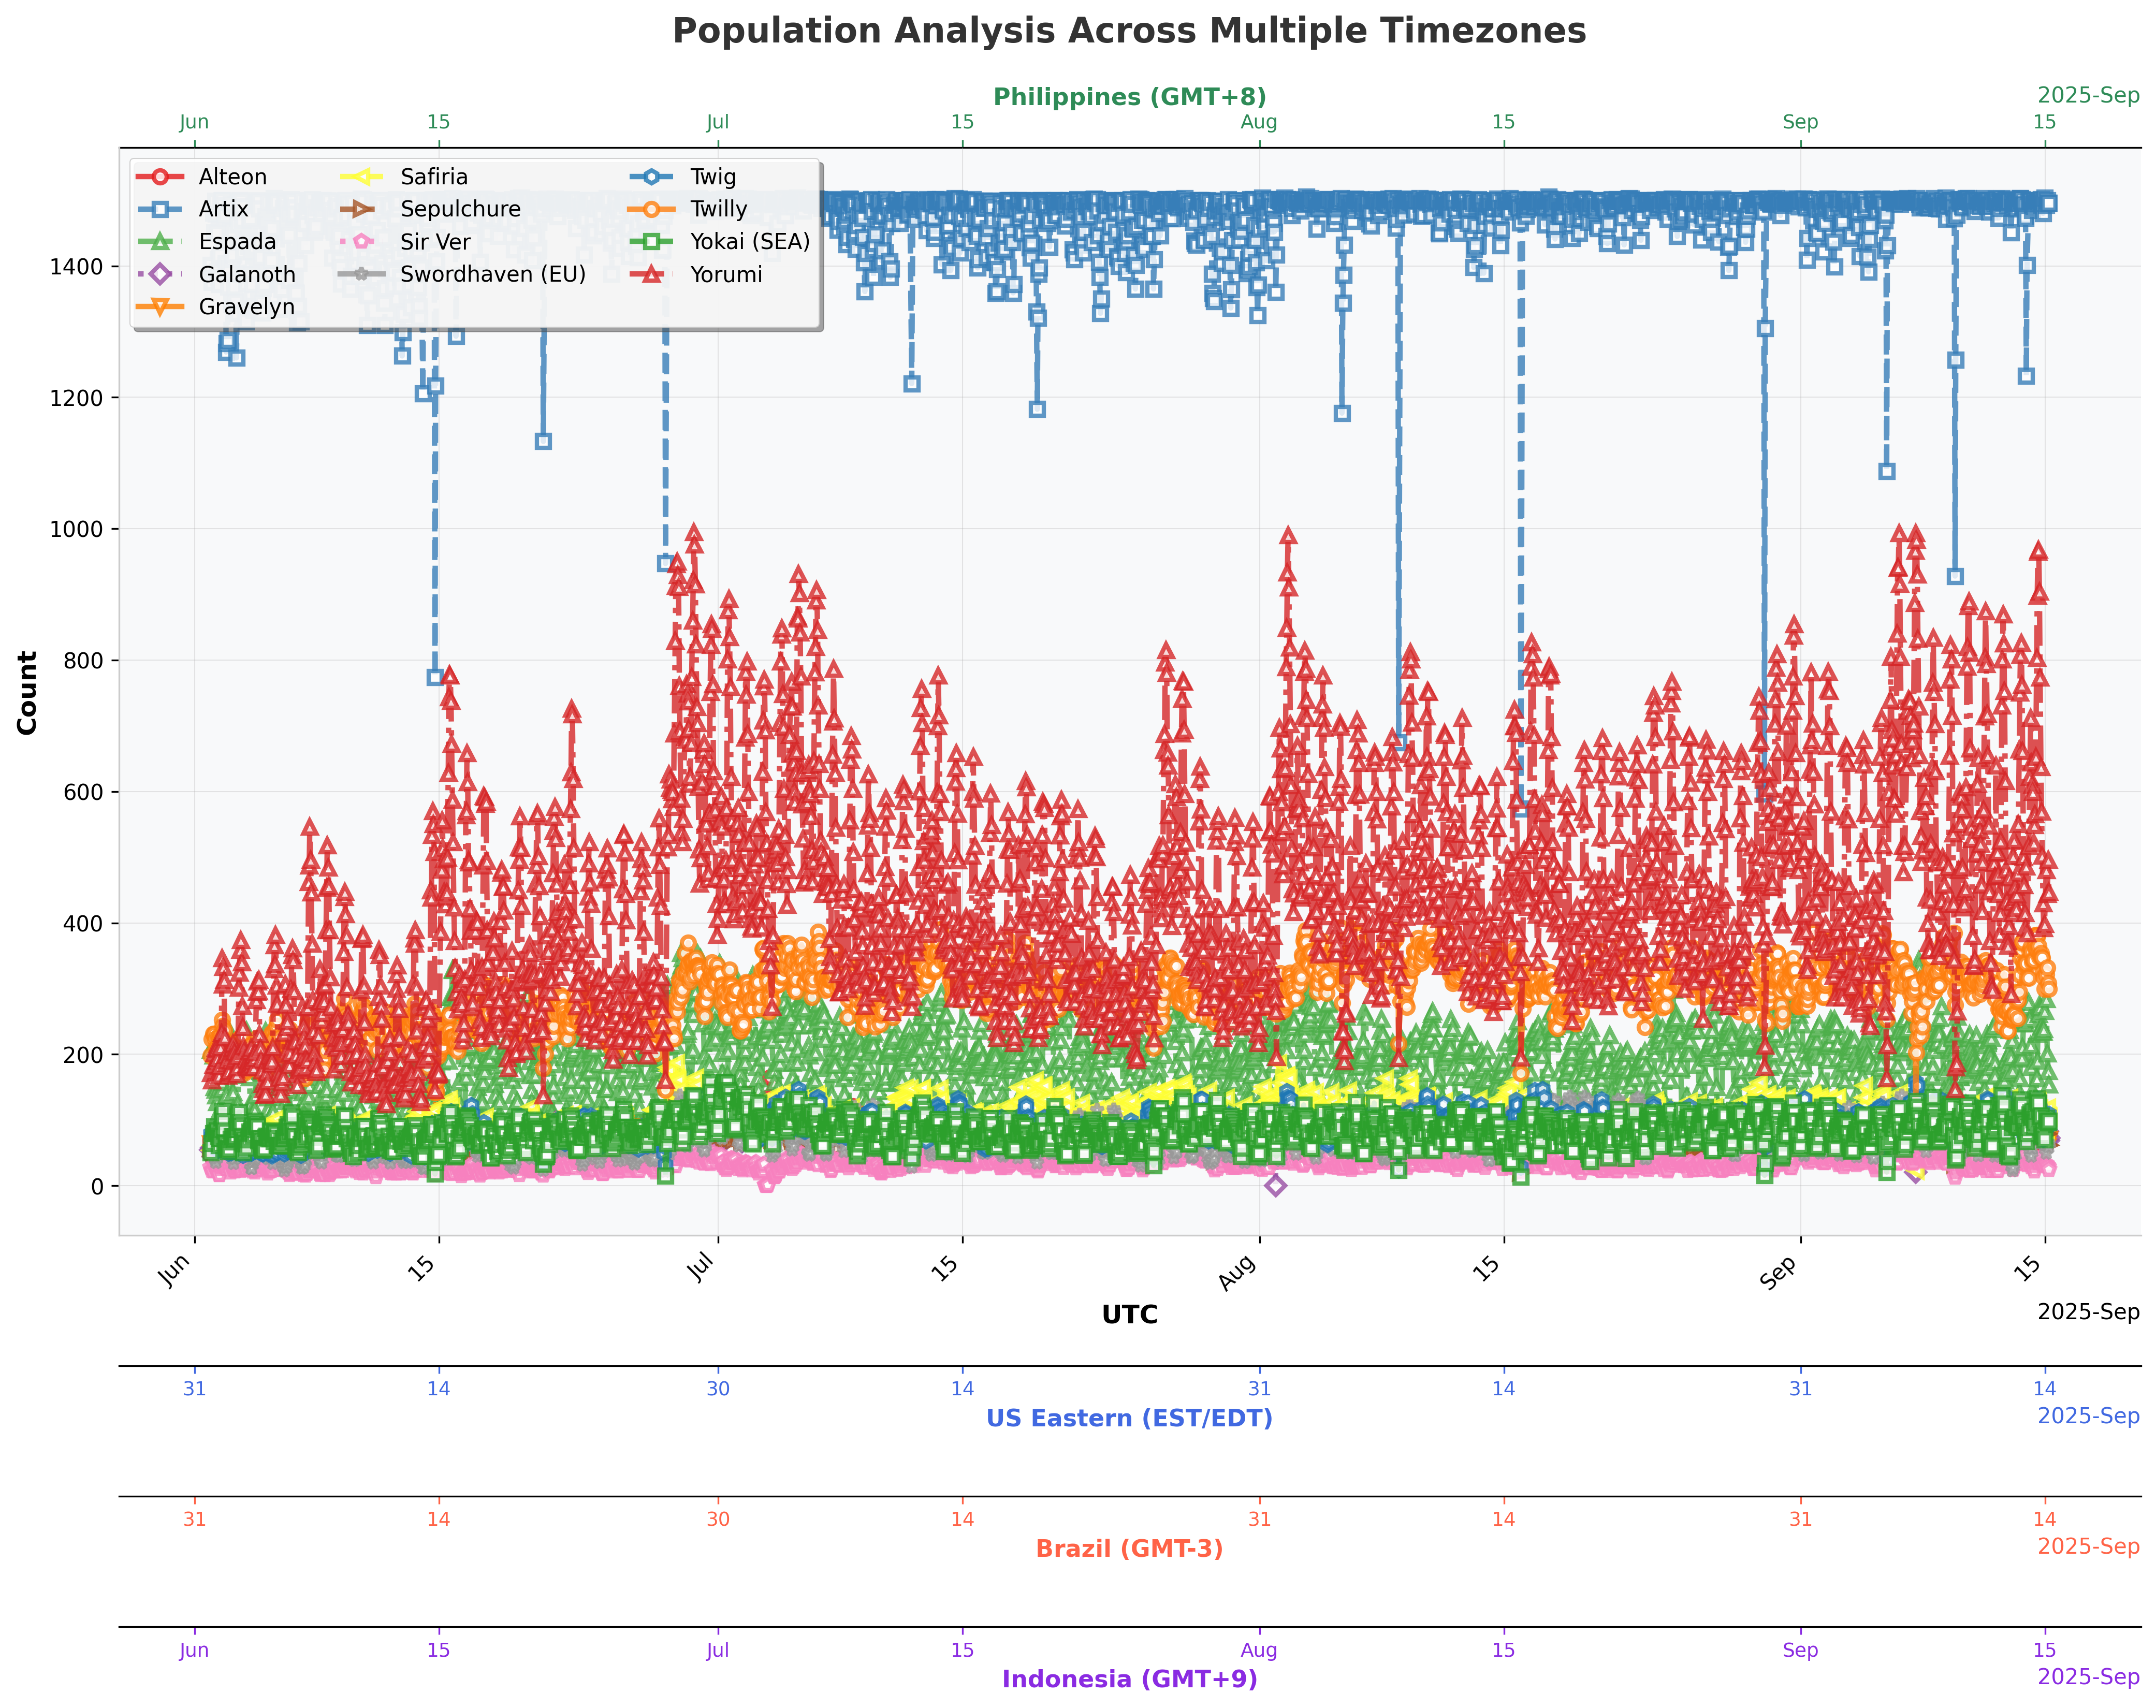 Population Analysis Across Multiple Timezones
Philippines (GMT+8) 2025-Sep
Jun 15 Jul 15 Aug 15 Sep 15
Alteon Safiria Twig
Artix Sepulchure Twilly
Espada Sir Ver Yokai (SEA)
Galanoth Swordhaven (EU) Yorumi
Gravelyn
1400
1200
1000
800
600
400
200
0
Count
Jun 15 Jul 15 Aug 15 Sep 15
UTC 2025-Sep
31 14 30 14 31 14 31 14
US Eastern (EST/EDT) 2025-Sep
31 14 30 14 31 14 31 14
Brazil (GMT-3) 2025-Sep
Jun 15 Jul 15 Aug 15 Sep 15
Indonesia (GMT+9) 2025-Sep